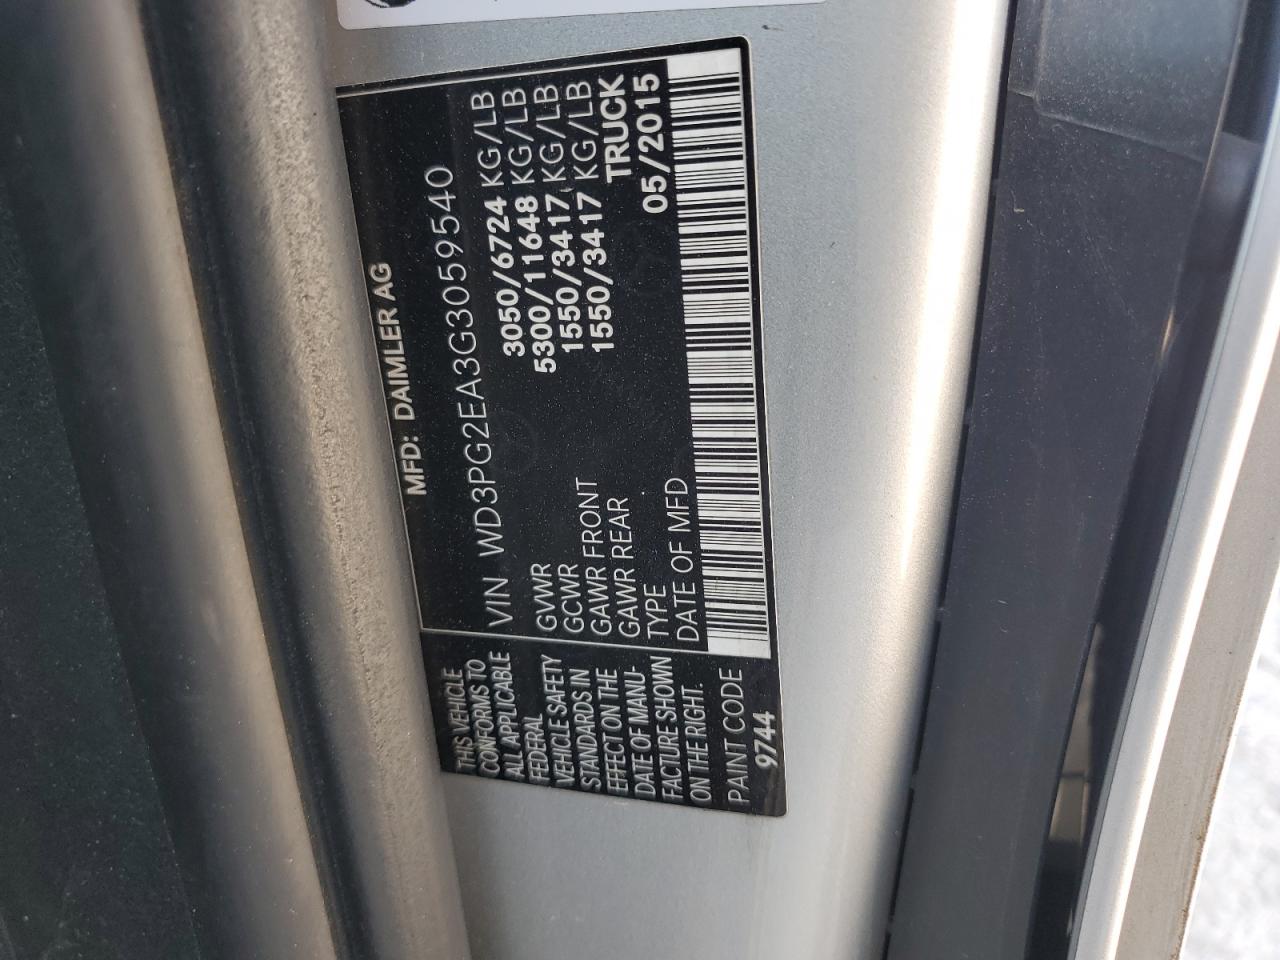 MFD: DAIMLER AG
VIN WD3PG2EA3G3059540
GVWR 3050/6724 KG/LB
GCWR 5300/11648 KG/LB
GAWR FRONT 1550/3417 KG/LB
GAWR REAR 1550/3417 KG/LB
TYPE TRUCK
DATE OF MFD 05/2015
THIS VEHICLE
CONFORMS TO
ALL APPLICABLE
FEDERAL
VEHICLE SAFETY
STANDARDS IN
EFFECT ON THE
DATE OF MANU-
FACTURE SHOWN
ON THE RIGHT.
PAINT CODE
9744